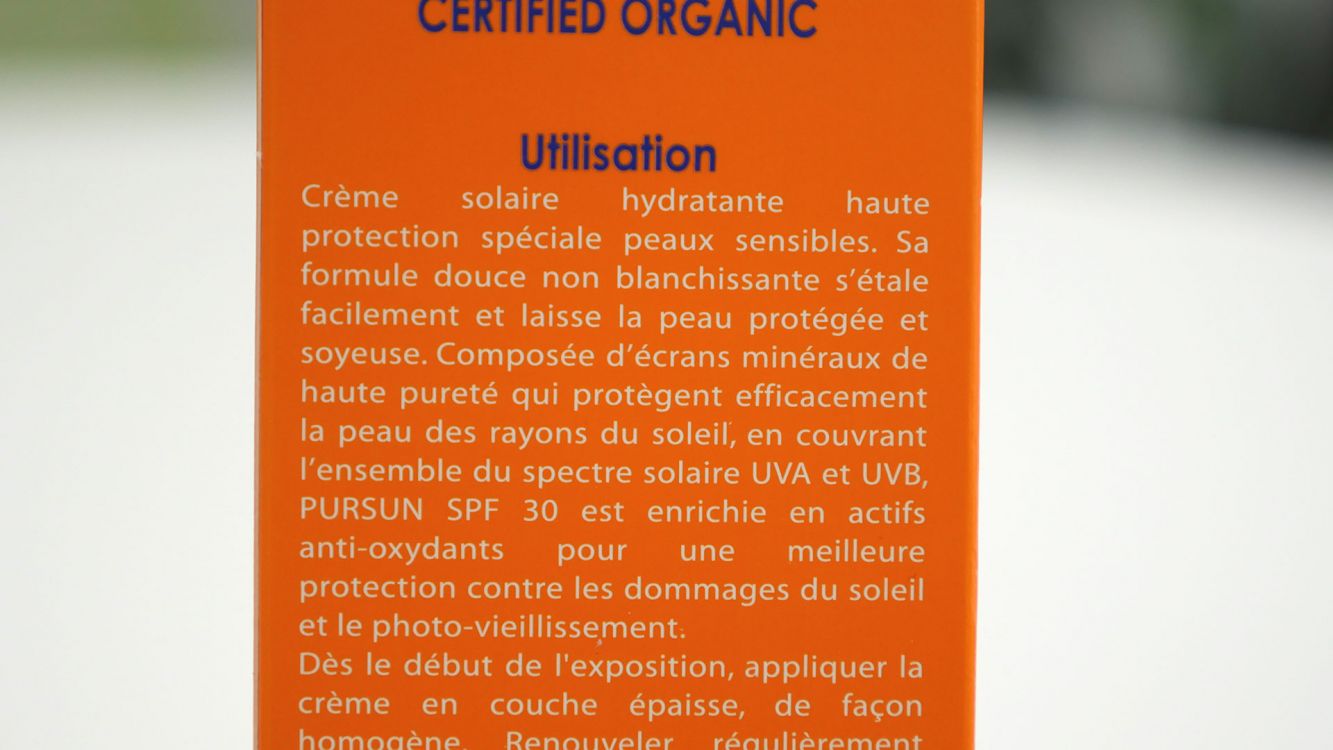 CERTIFIED ORGANIC
Utilisation
Crème solaire hydratante haute
protection spéciale peaux sensibles. Sa
formule douce non blanchissante s’étale
facilement et laisse la peau protégée et
soyeuse. Composée d’écrans minéraux de
haute pureté qui protègent efficacement
la peau des rayons du soleil, en couvrant
l’ensemble du spectre solaire UVA et UVB,
PURSUN SPF 30 est enrichie en actifs
anti-oxydants pour une meilleure
protection contre les dommages du soleil
et le photo-vieillissement.
Dès le début de l'exposition, appliquer la
crème en couche épaisse, de façon
homogène. Renouveler régulièrement